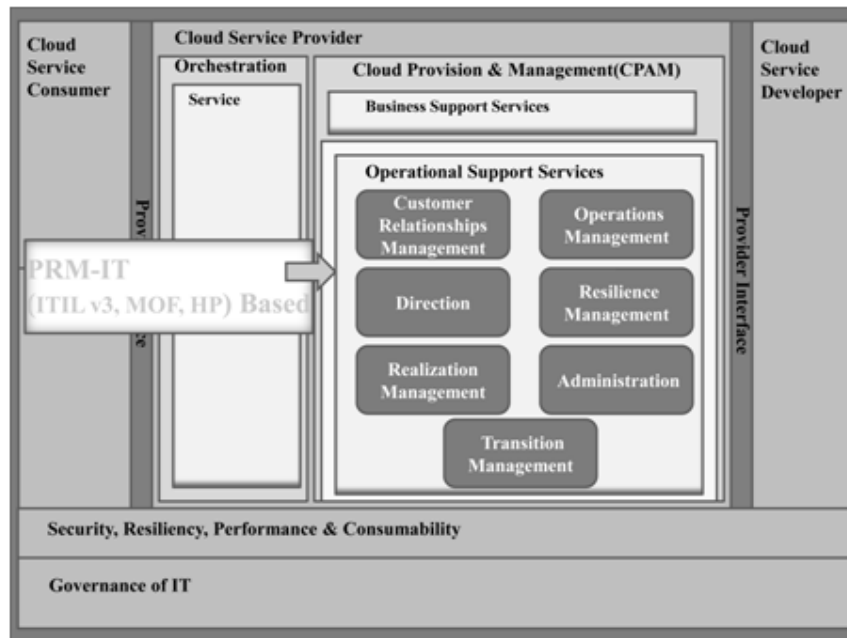 Cloud
Service
Consumer
Cloud Service Provider
Orchestration
Service
Cloud Provision & Management(CPAM)
Business Support Services
Operational Support Services
Customer
Relationships
Management
Operations
Management
Direction
Resilience
Management
Realization
Management
Administration
Transition
Management
PRM-IT
(ITIL v3, MOF, HP) Based
Provider Interface
Cloud
Service
Developer
Security, Resiliency, Performance & Consumability
Governance of IT